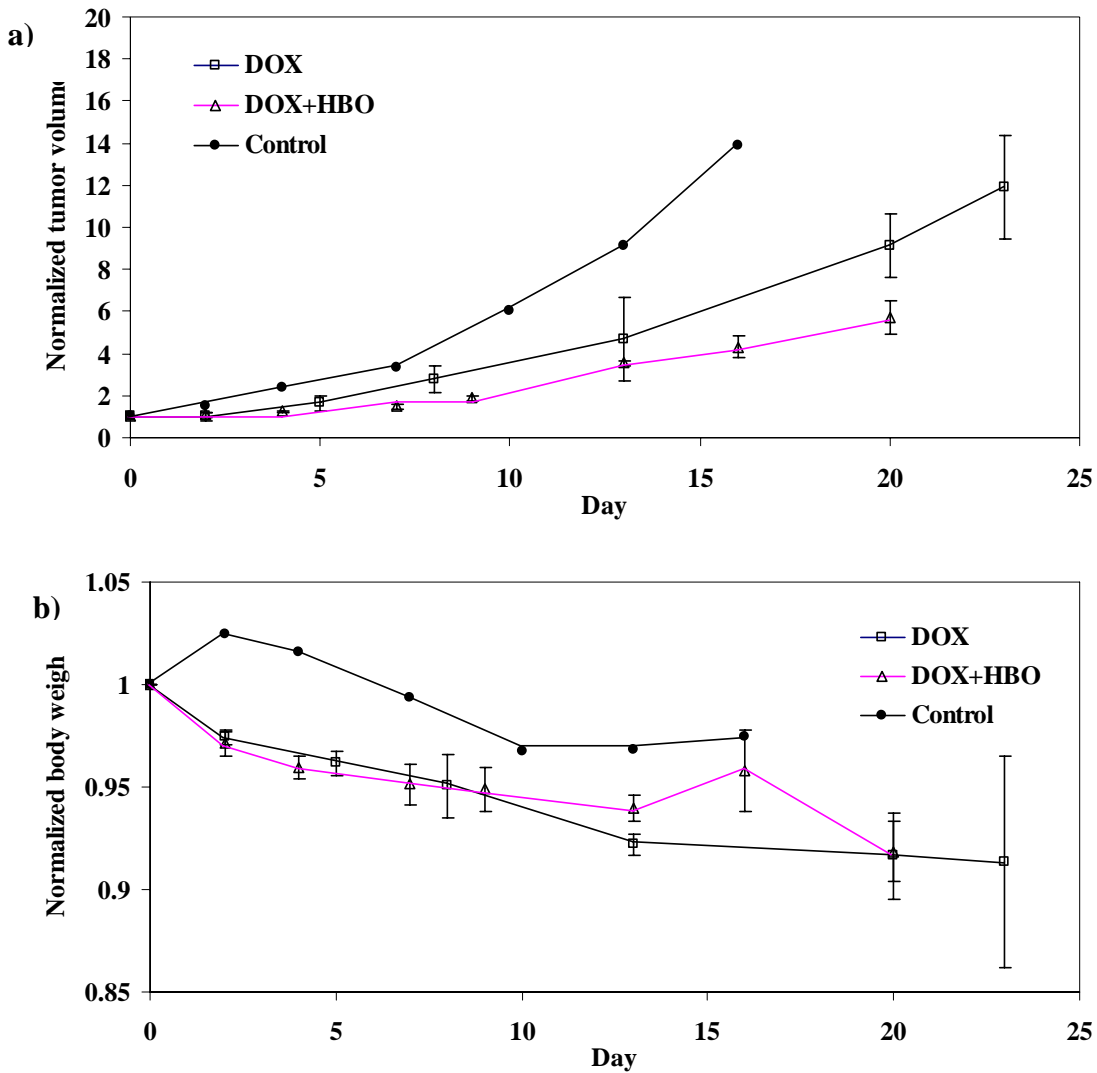 a)
20
18
16
14
12
10
8
6
4
2
0
Normalized tumor volume
DOX
DOX+HBO
Control
0 5 10 15 20 25
Day
b)
1.05
1
0.95
0.9
0.85
Normalized body weigh
DOX
DOX+HBO
Control
0 5 10 15 20 25
Day